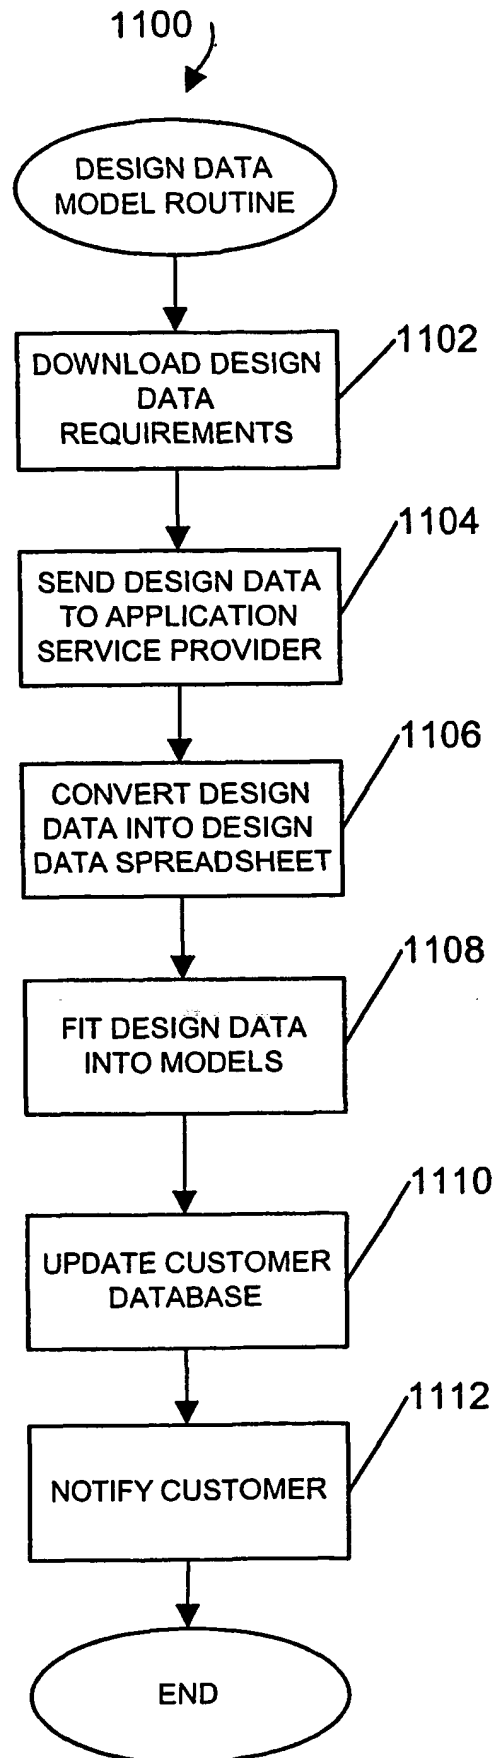 1100
DESIGN DATA
MODEL ROUTINE
1102
DOWNLOAD DESIGN
DATA
REQUIREMENTS
1104
SEND DESIGN DATA
TO APPLICATION
SERVICE PROVIDER
1106
CONVERT DESIGN
DATA INTO DESIGN
DATA SPREADSHEET
1108
FIT DESIGN DATA
INTO MODELS
1110
UPDATE CUSTOMER
DATABASE
1112
NOTIFY CUSTOMER
END